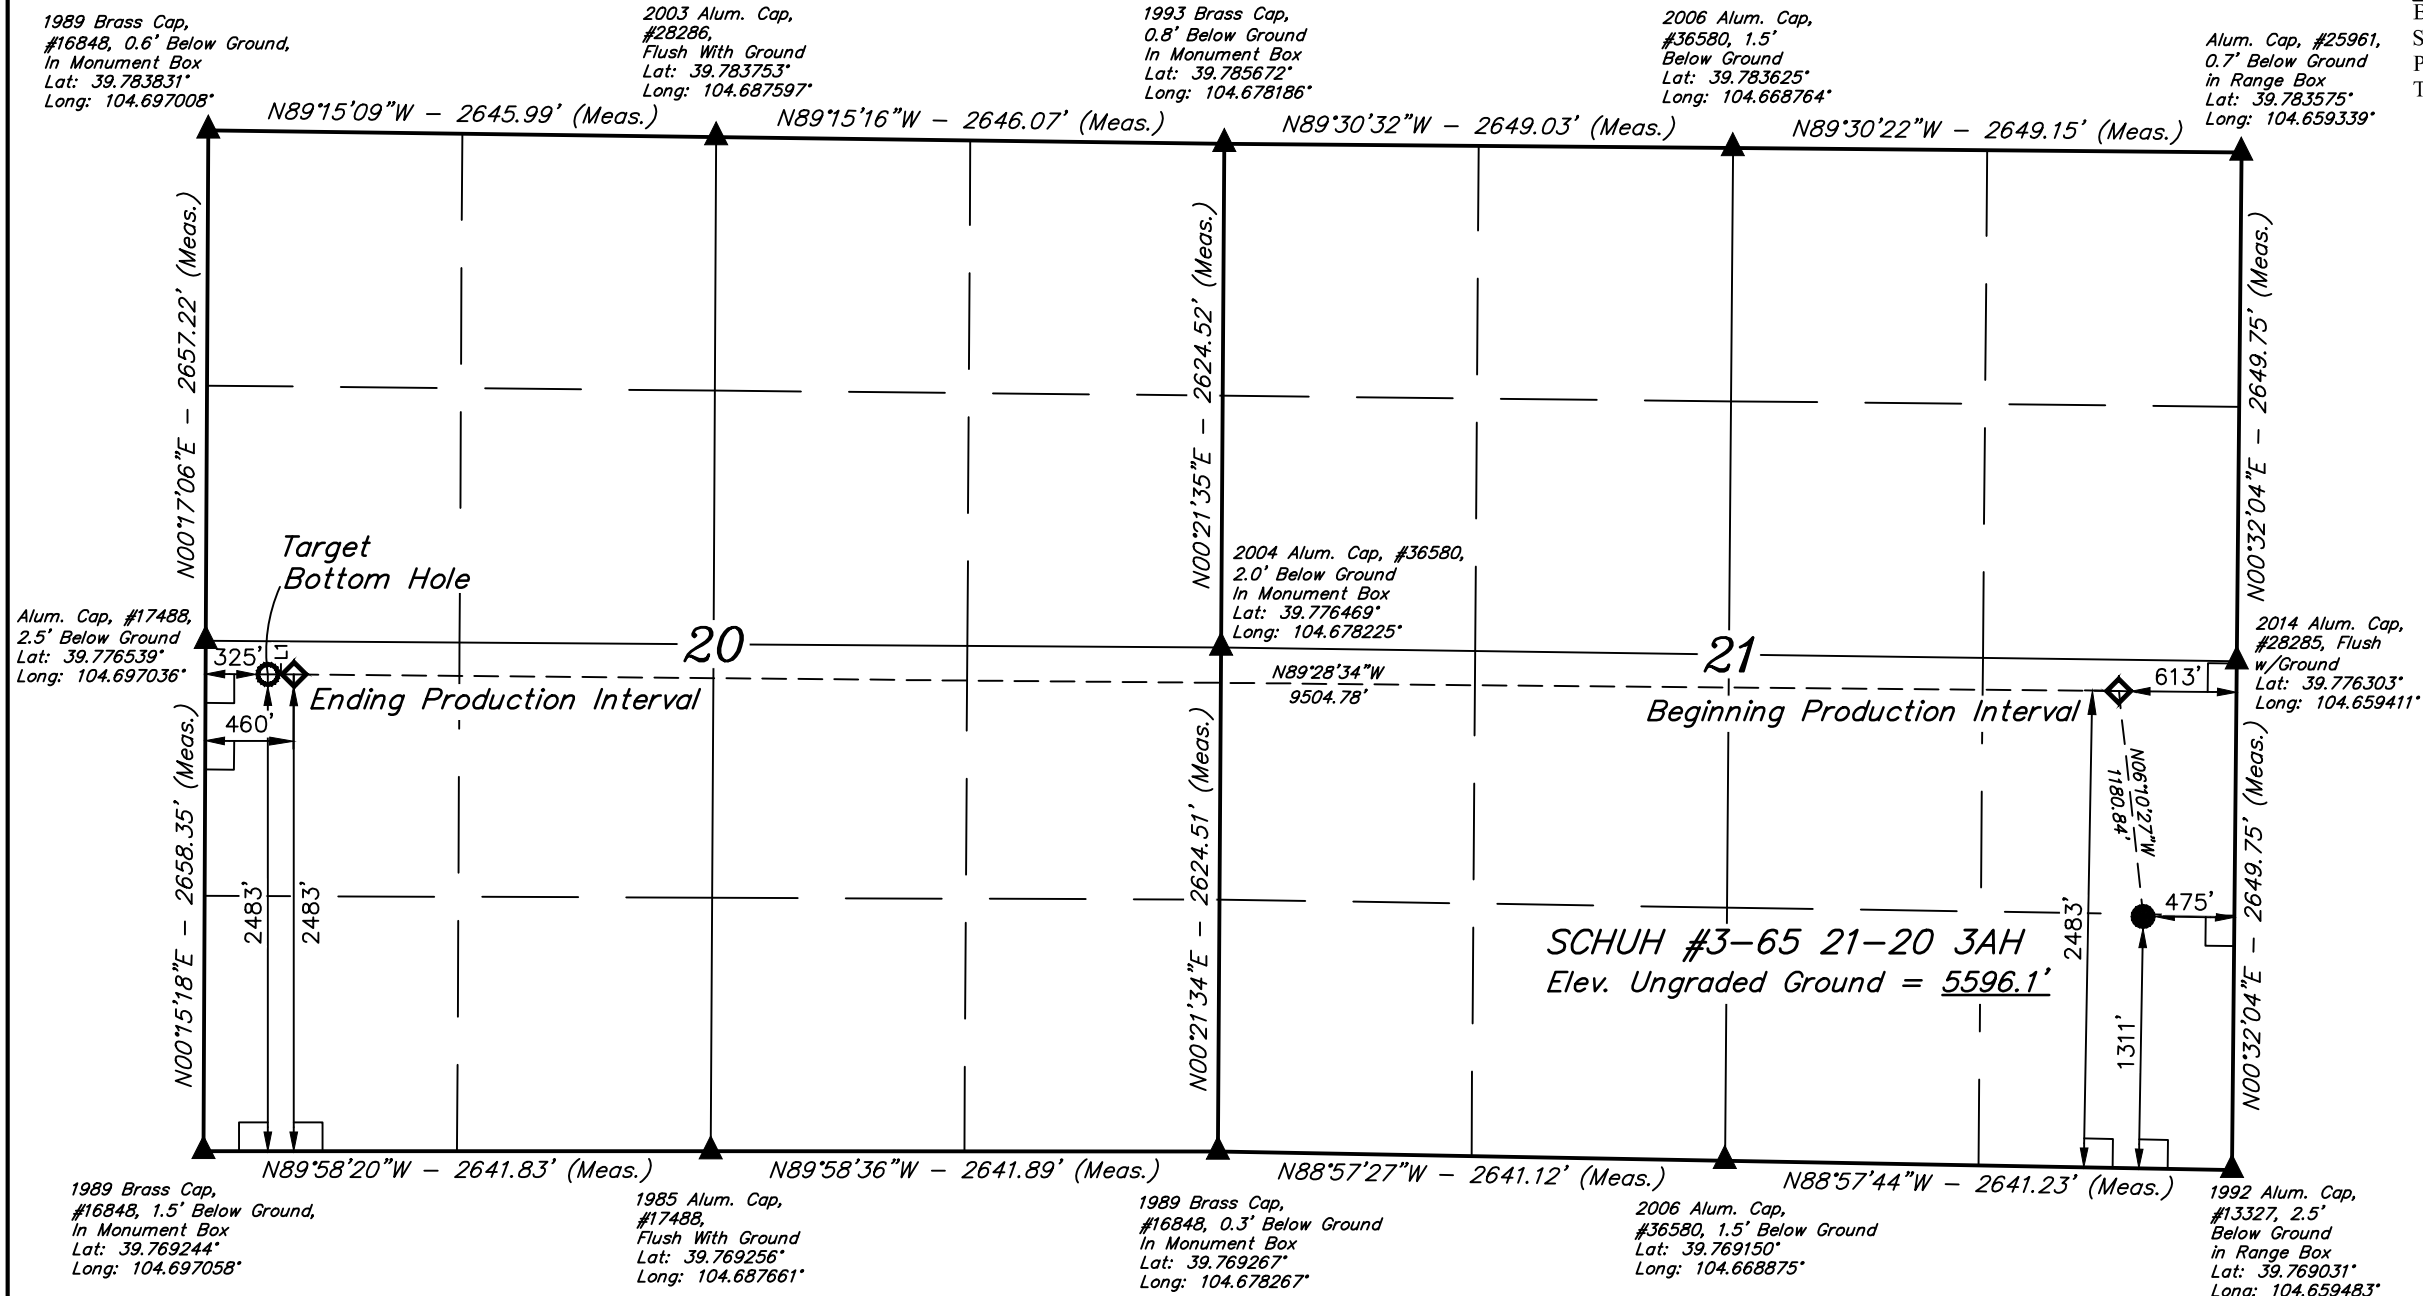 1989 Brass Cap,
#16848, 0.6' Below Ground,
In Monument Box
Lat: 39.783831°
Long: 104.697008°
2003 Alum. Cap,
#28286,
Flush With Ground
Lat: 39.783753°
Long: 104.687597°
1993 Brass Cap,
0.8' Below Ground
In Monument Box
Lat: 39.785672°
Long: 104.678186°
2006 Alum. Cap,
#36580, 1.5'
Below Ground
Lat: 39.783625°
Long: 104.668764°
Alum. Cap, #25961,
0.7' Below Ground
in Range Box
Lat: 39.783575°
Long: 104.659339°
N89°15'09"W - 2645.99' (Meas.)
N89°15'16"W - 2646.07' (Meas.)
N89°30'32"W - 2649.03' (Meas.)
N89°30'22"W - 2649.15' (Meas.)
N00°17'06"E - 2657.22' (Meas.)
N00°21'35"E - 2624.52' (Meas.)
N00°32'04"E - 2649.75' (Meas.)
Target
Bottom Hole
2004 Alum. Cap, #36580,
2.0' Below Ground
In Monument Box
Lat: 39.776469°
Long: 104.678225°
Alum. Cap, #17488,
2.5' Below Ground
Lat: 39.776539°
Long: 104.697036°
2014 Alum. Cap,
#28285, Flush
w/Ground
Lat: 39.776303°
Long: 104.659411°
325'
L1
20
21
N89°28'34"W
9504.78'
613'
Ending Production Interval
Beginning Production Interval
460'
N06°10'27"W
1180.84'
N00°15'18"E - 2658.35' (Meas.)
N00°21'34"E - 2624.51' (Meas.)
N00°32'04"E - 2649.75' (Meas.)
2483'
2483'
2483'
475'
SCHUH #3-65 21-20 3AH
Elev. Ungraded Ground = 5596.1'
1311'
N89°58'20"W - 2641.83' (Meas.)
N89°58'36"W - 2641.89' (Meas.)
N88°57'27"W - 2641.12' (Meas.)
N88°57'44"W - 2641.23' (Meas.)
1989 Brass Cap,
#16848, 1.5' Below Ground,
In Monument Box
Lat: 39.769244°
Long: 104.697058°
1985 Alum. Cap,
#17488,
Flush With Ground
Lat: 39.769256°
Long: 104.687661°
1989 Brass Cap,
#16848, 0.3' Below Ground
In Monument Box
Lat: 39.769267°
Long: 104.678267°
2006 Alum. Cap,
#36580, 1.5' Below Ground
Lat: 39.769150°
Long: 104.668875°
1992 Alum. Cap,
#13327, 2.5'
Below Ground
in Range Box
Lat: 39.769031°
Long: 104.659483°